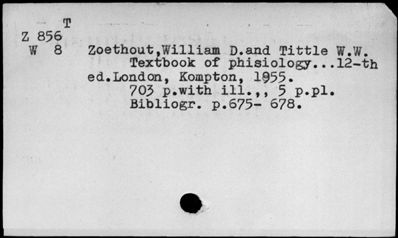 T
Z 856
W 8 Zoethout,William D.and Tittle W.W.
Textbook of phisiology...12-th
ed.London, Kompton, 1955.
703 p.with ill.,, 5 p.pl.
Bibliogr. p.675- 678.